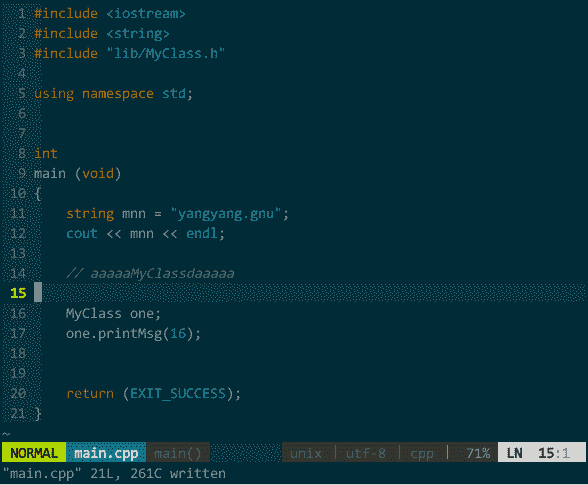 1 #include <iostream>
2 #include <string>
3 #include "lib/MyClass.h"
4
5 using namespace std;
6
7
8 int
9 main (void)
10 {
11     string mnn = "yangyang.gnu";
12     cout << mnn << endl;
13
14     // aaaaaMyClassdaaaaa
15
16     MyClass one;
17     one.printMsg(16);
18
19
20     return (EXIT_SUCCESS);
21 }
~
NORMAL main.cpp main() unix | utf-8 | cpp | 71% LN 15:1
"main.cpp" 21L, 261C written